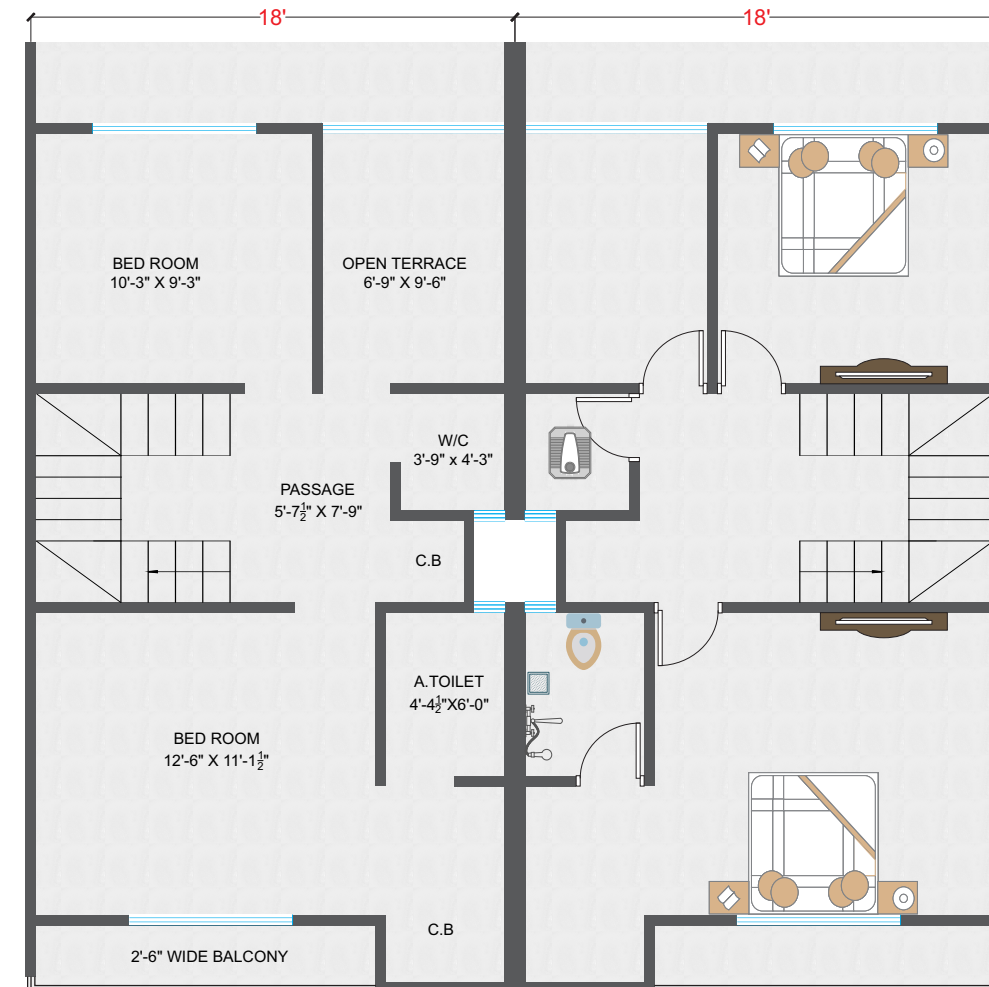 18'
18'
BED ROOM
10'-3" X 9'-3"
OPEN TERRACE
6'-9" X 9'-6"
W/C
3'-9" x 4'-3"
PASSAGE
5'-7½" X 7'-9"
C.B
A.TOILET
4'-4½"X6'-0"
BED ROOM
12'-6" X 11'-1½"
C.B
2'-6" WIDE BALCONY